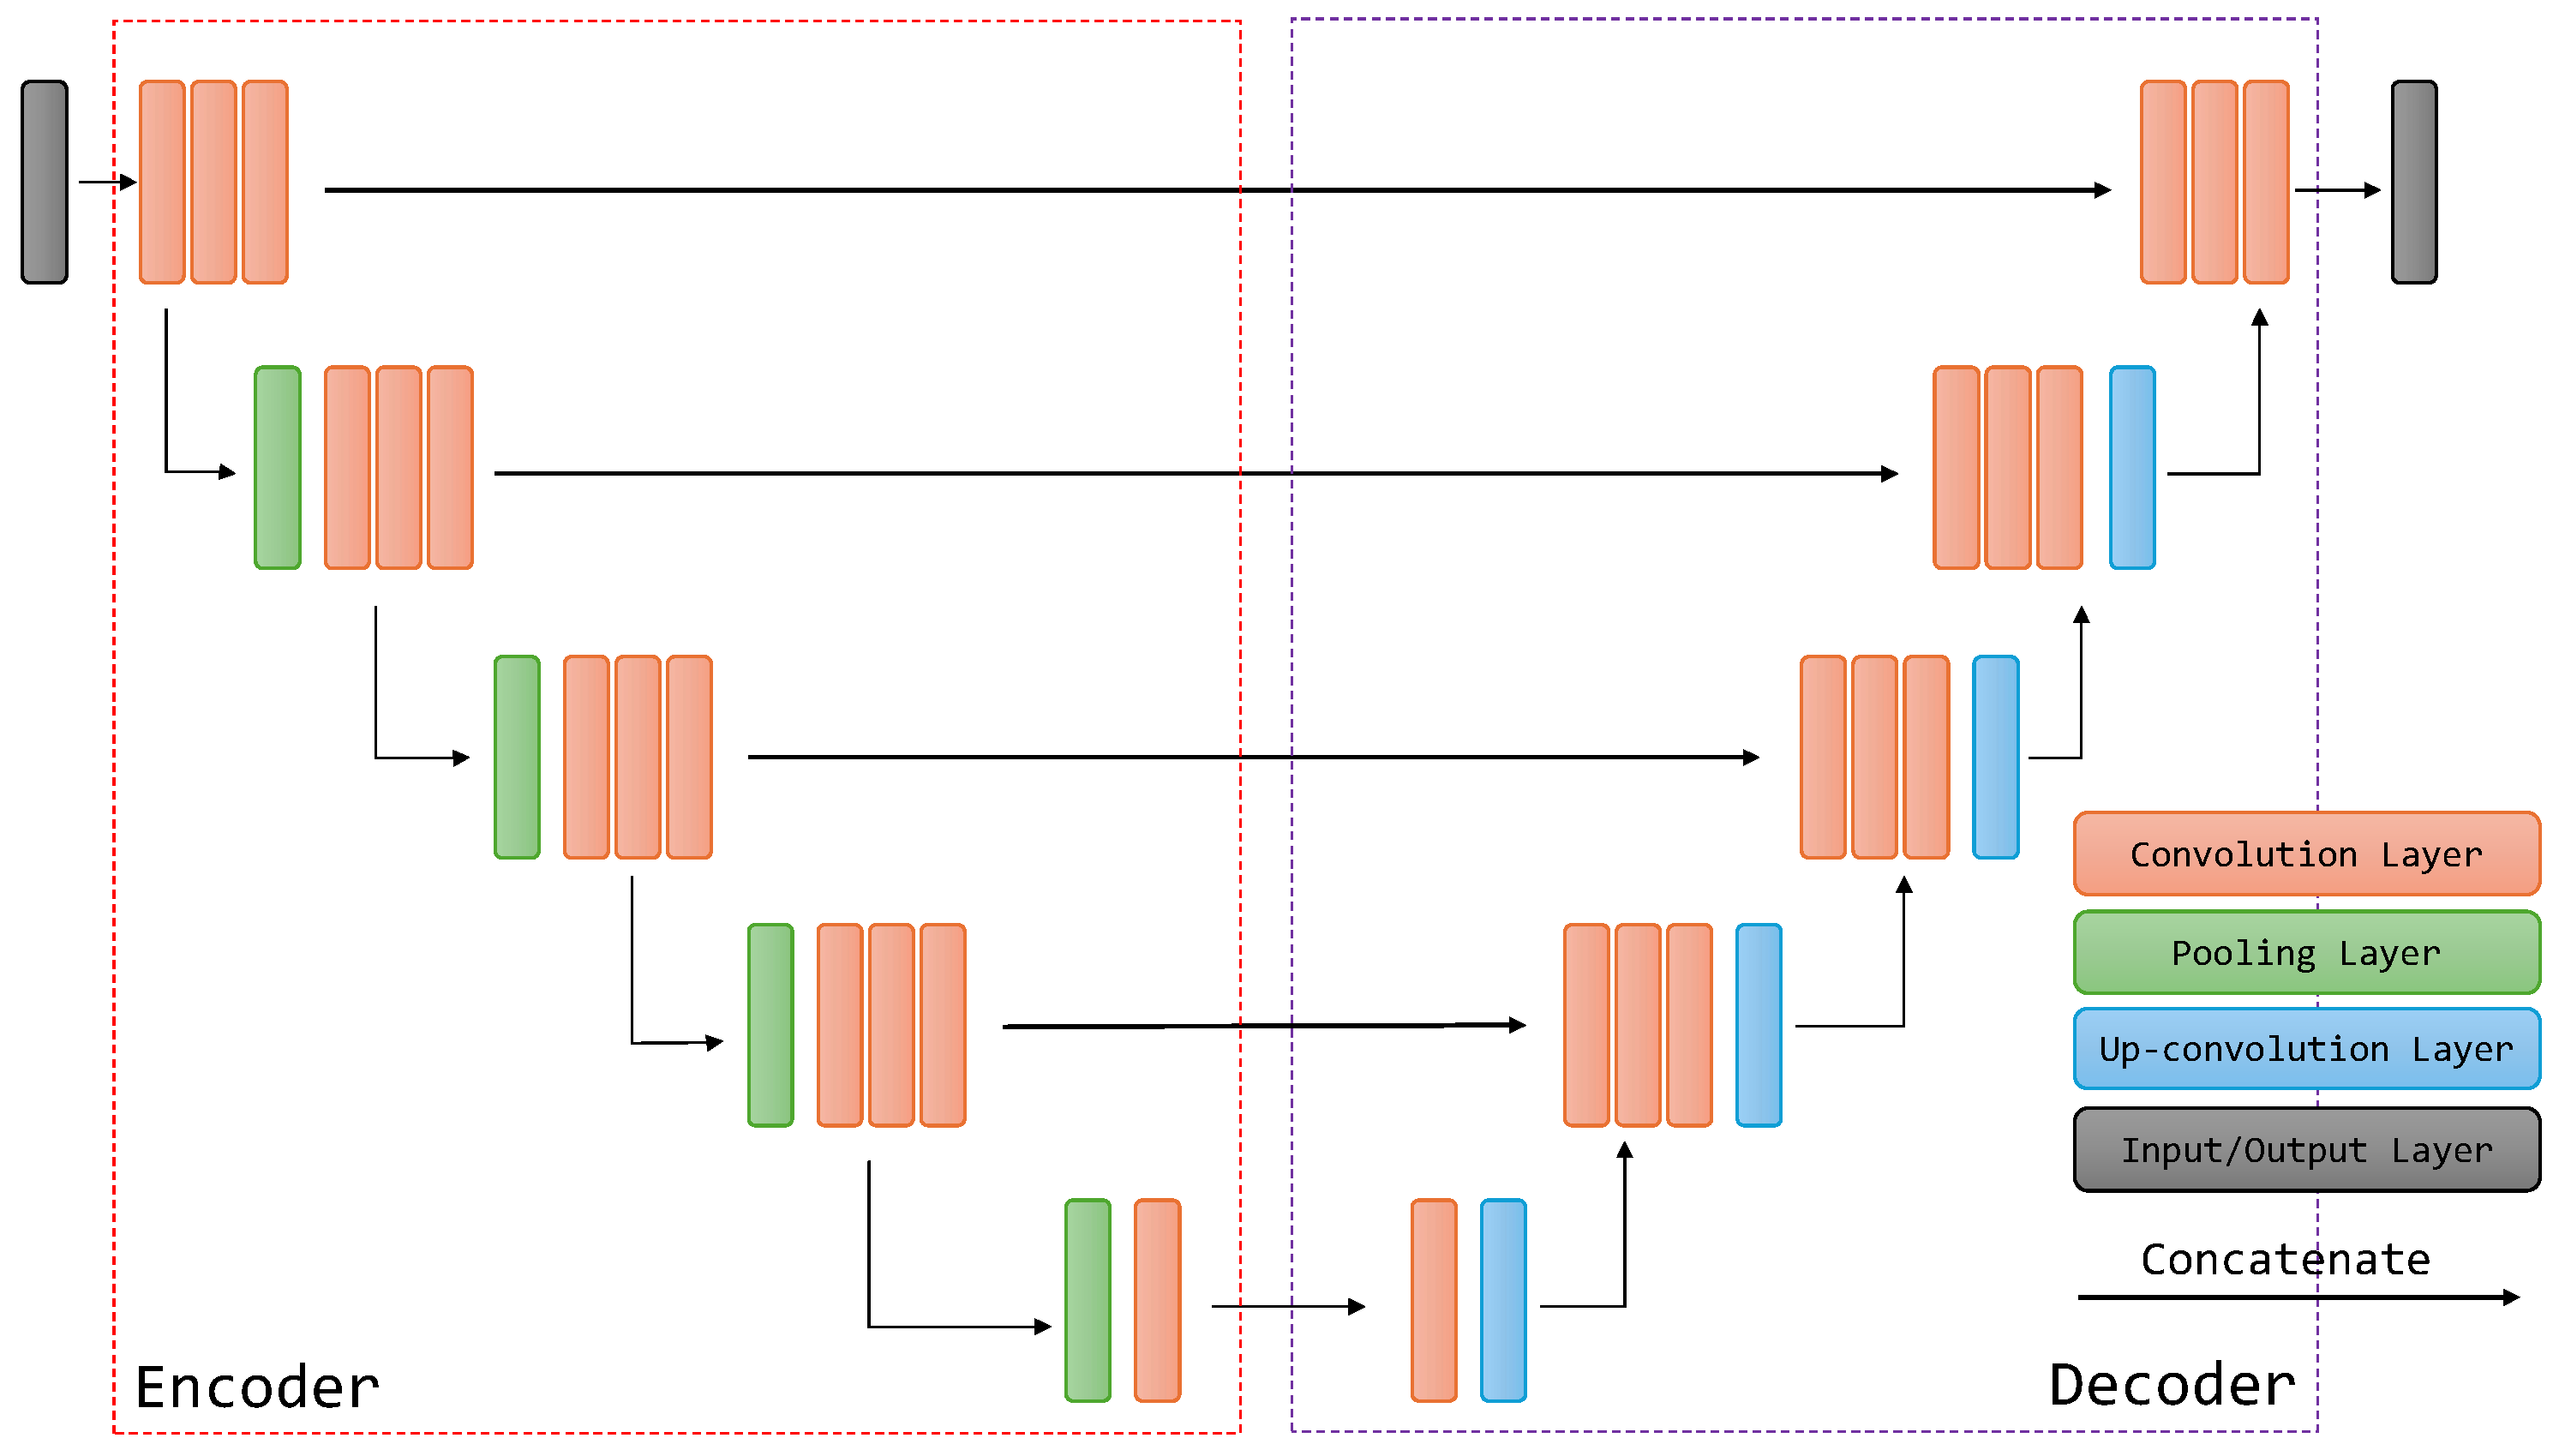 Convolution Layer
Pooling Layer
Up-convolution Layer
Input/Output Layer
Concatenate
Encoder
Decoder